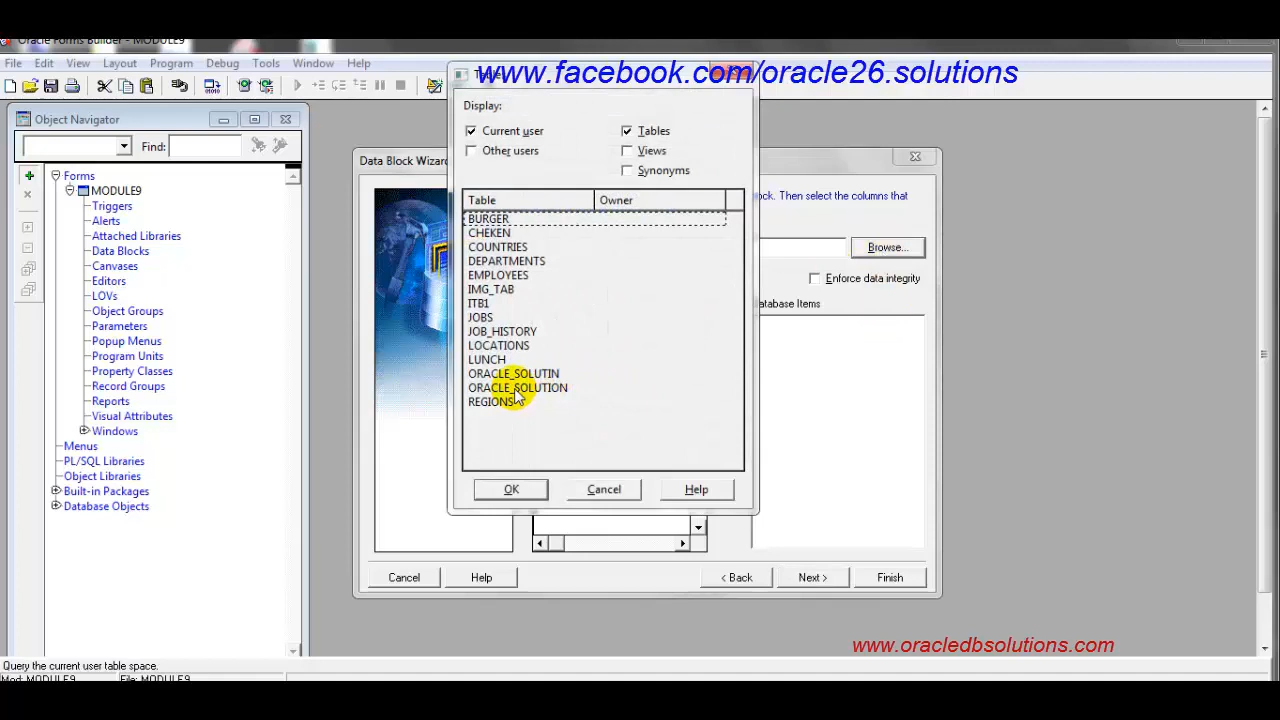 Oracle Forms Builder - MODULE9
www.facebook.com/oracle26.solutions
File Edit View Layout Program Debug Tools Window Help
Object Navigator
Find:
Forms
MODULE9
Triggers
Alerts
Attached Libraries
Data Blocks
Canvases
Editors
LOVs
Object Groups
Parameters
Popup Menus
Program Units
Property Classes
Record Groups
Reports
Visual Attributes
Windows
Menus
PL/SQL Libraries
Object Libraries
Built-in Packages
Database Objects
Display:
Current user
Tables
Other users
Views
Synonyms
Table Owner
BURGER
CHEKEN
COUNTRIES
DEPARTMENTS
EMPLOYEES
IMG_TAB
ITB1
JOBS
JOB_HISTORY
LOCATIONS
LUNCH
ORACLE_SOLUTIN
ORACLE_SOLUTION
REGIONS
OK Cancel Help
Data Block Wizard
ock. Then select the columns that
Browse...
Enforce data integrity
atabase Items
Cancel Help < Back Next > Finish
www.oracledbsolutions.com
Query the current user table space.
Mod: MODULE9 File: MODULE9